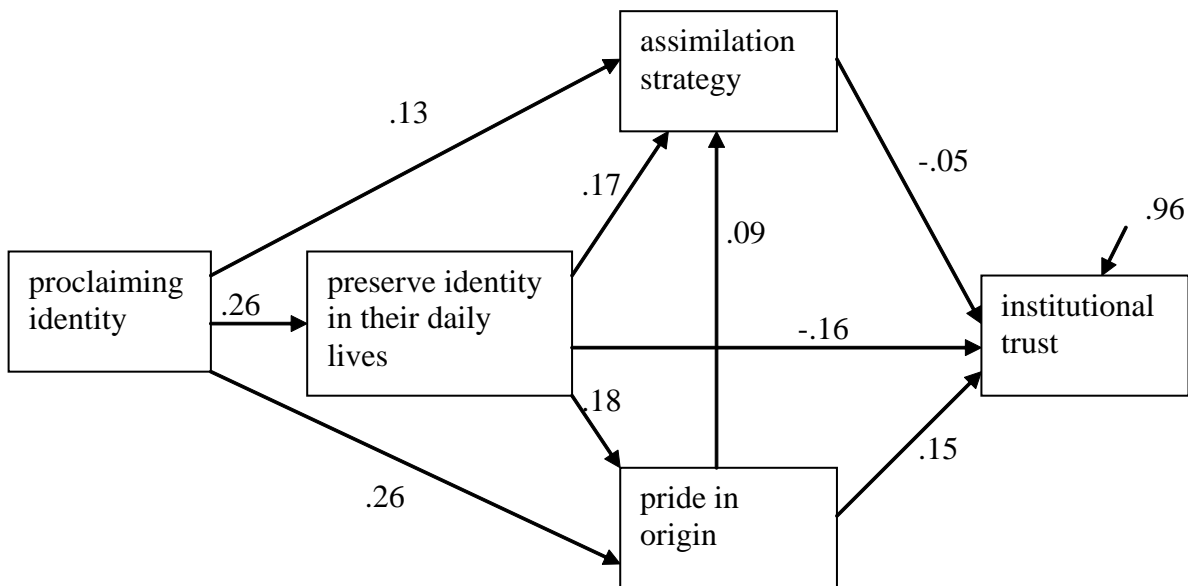 assimilation
strategy
.13
.17
-.05
.09
.96
proclaiming
identity
.26
preserve identity
in their daily
lives
-.16
institutional
trust
.18
.26
.15
pride in
origin